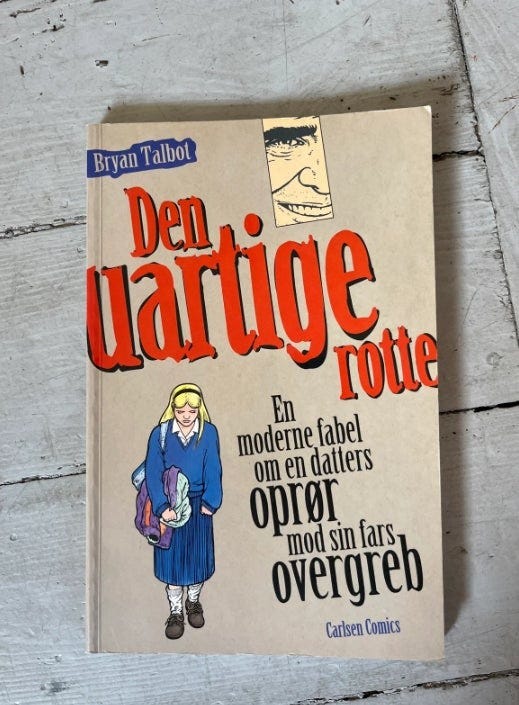 Bryan Talbot
Den
uartige
rotte
En
moderne fabel
om en datters
oprør
mod sin fars
overgreb
Carlsen Comics